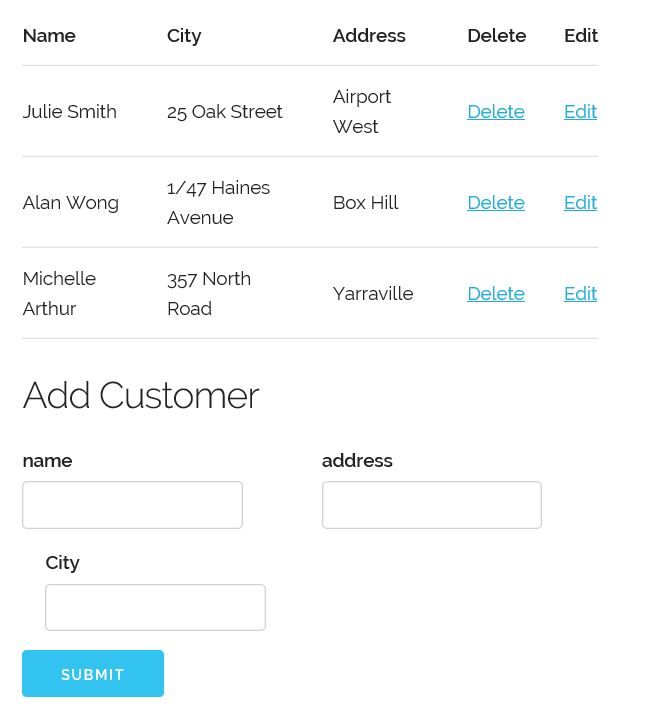 Name City Address Delete Edit
Julie Smith 25 Oak Street Airport West Delete Edit
Alan Wong 1/47 Haines Avenue Box Hill Delete Edit
Michelle Arthur 357 North Road Yarraville Delete Edit
Add Customer
name address
City
SUBMIT